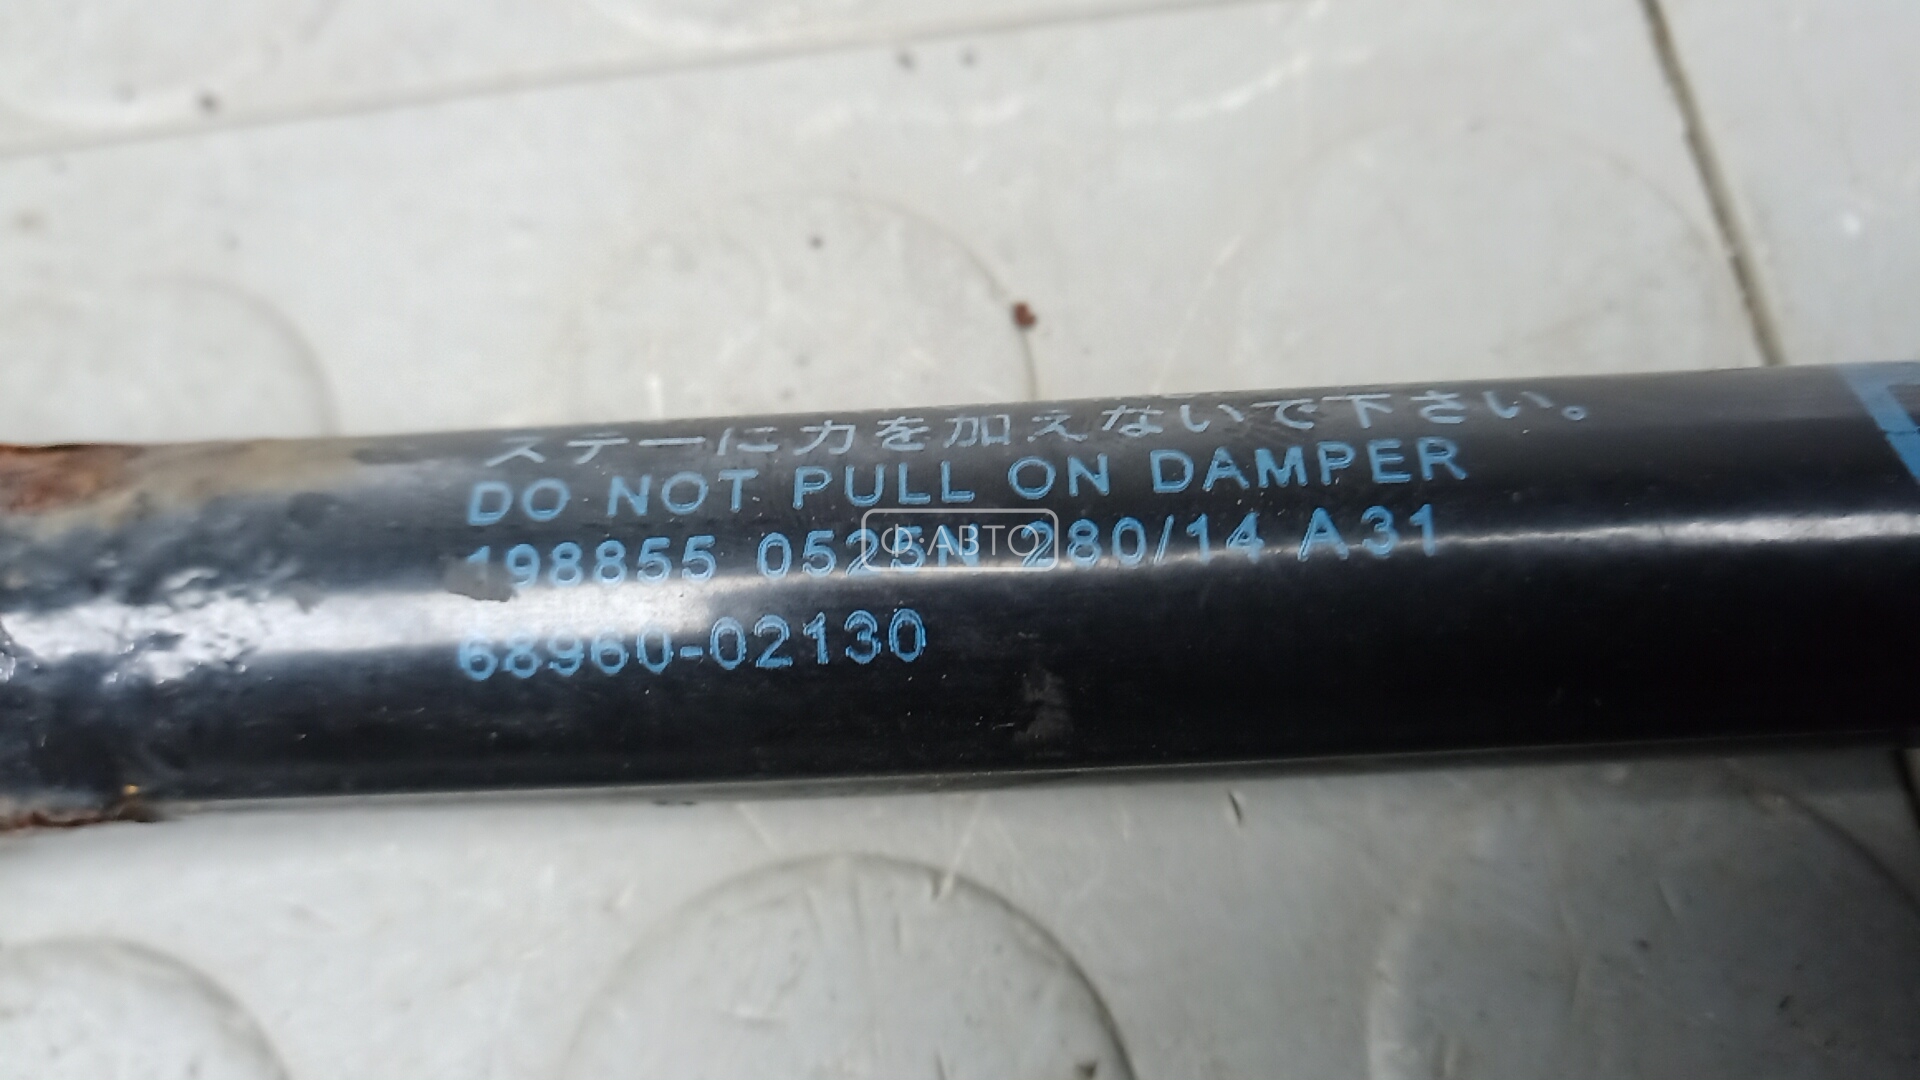 ステーに力を加えないで下さい。
DO NOT PULL ON DAMPER
198855 0525N 280/14 A31
68960-02130
Ф·АВТО